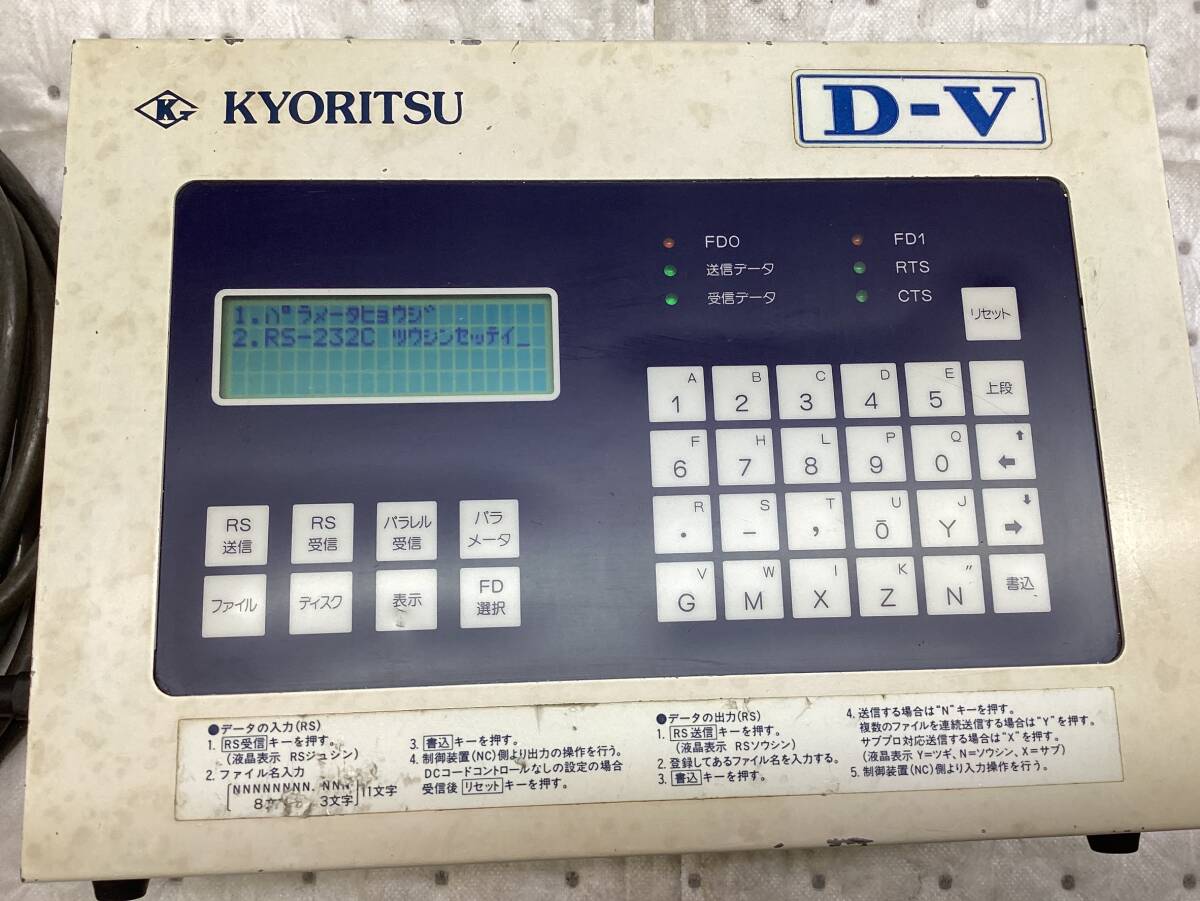 KYORITSU
D-V
FD0
FD1
送信データ
RTS
受信データ
CTS
リセット
1.パラメータヒョウジ
2.RS-232C ツウシンセッテイ_
A
1
B
2
C
3
D
4
E
5
上段
F
6
H
7
L
8
P
9
Q
0
⬆
⬅
R
.
S
–
T
,
U
ō
J
Y
⬇
➡
V
G
W
M
I
X
K
Z
"
N
書込
RS
送信
RS
受信
パラレル
受信
パラ
メータ
ファイル
ディスク
表示
FD
選択
●データの入力(RS)
1. RS受信 キーを押す。
(液晶表示 RSジュシン)
2. ファイル名入力
[NNNNNNNN. NNN]11文字
8 3文字
3. 書込 キーを押す。
4. 制御装置(NC)側より出力の操作を行う。
DCコードコントロールなしの設定の場合
受信後 リセット キーを押す。
●データの出力(RS)
1. RS送信 キーを押す。
(液晶表示 RSソウシン)
2. 登録してあるファイル名を入力する。
3. 書込 キーを押す。
4. 送信する場合は"N"キーを押す。
複数のファイルを連続送信する場合は"Y"を押す。
サブプロ対応送信する場合は"X"を押す。
(液晶表示 Y=ツギ、N=ソウシン、X=サブ)
5. 制御装置(NC)側より入力操作を行う。